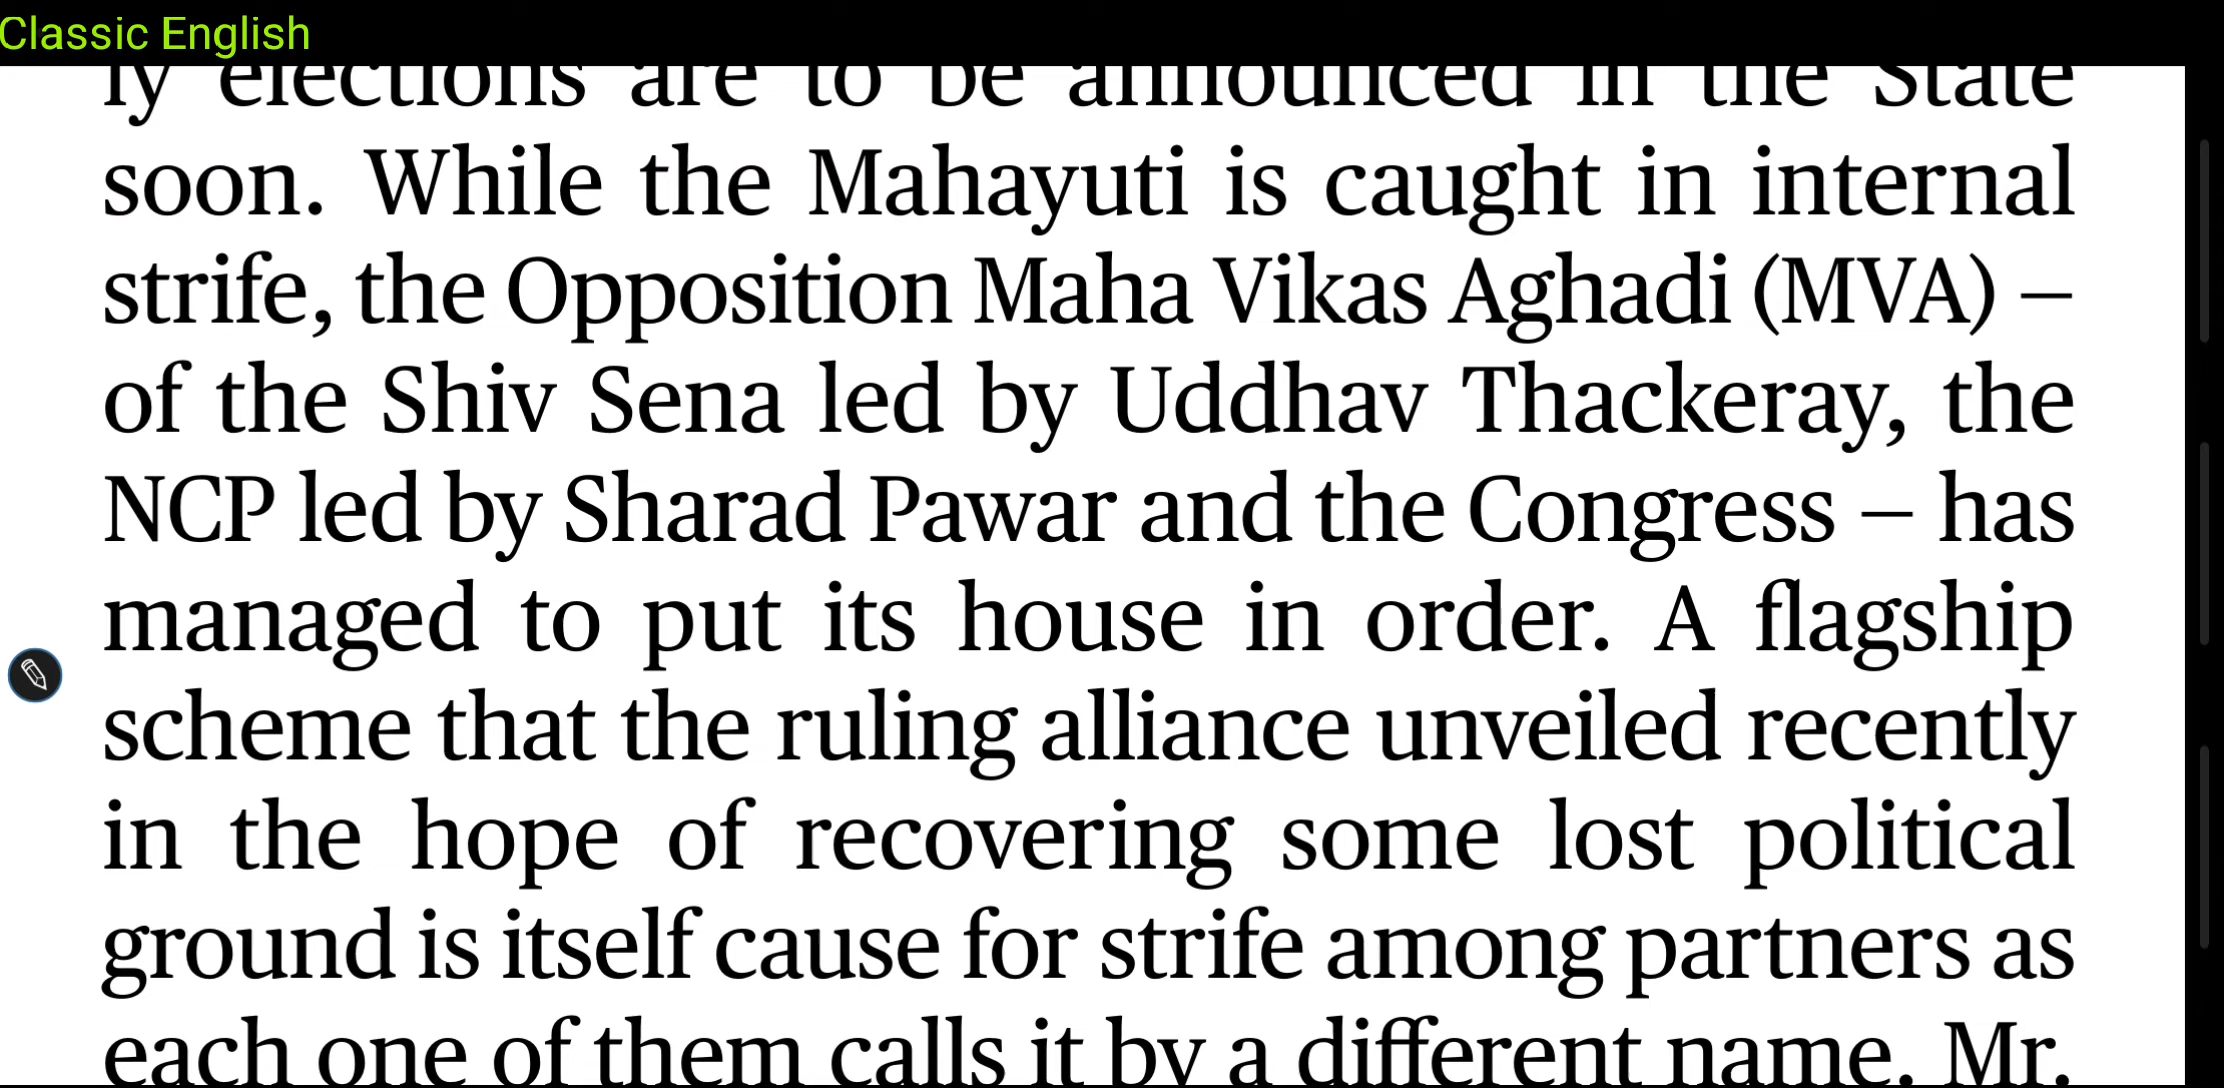 Classic English
ly elections are to be announced in the State
soon. While the Mahayuti is caught in internal
strife, the Opposition Maha Vikas Aghadi (MVA) –
of the Shiv Sena led by Uddhav Thackeray, the
NCP led by Sharad Pawar and the Congress – has
managed to put its house in order. A flagship
scheme that the ruling alliance unveiled recently
in the hope of recovering some lost political
ground is itself cause for strife among partners as
each one of them calls it by a different name. Mr.